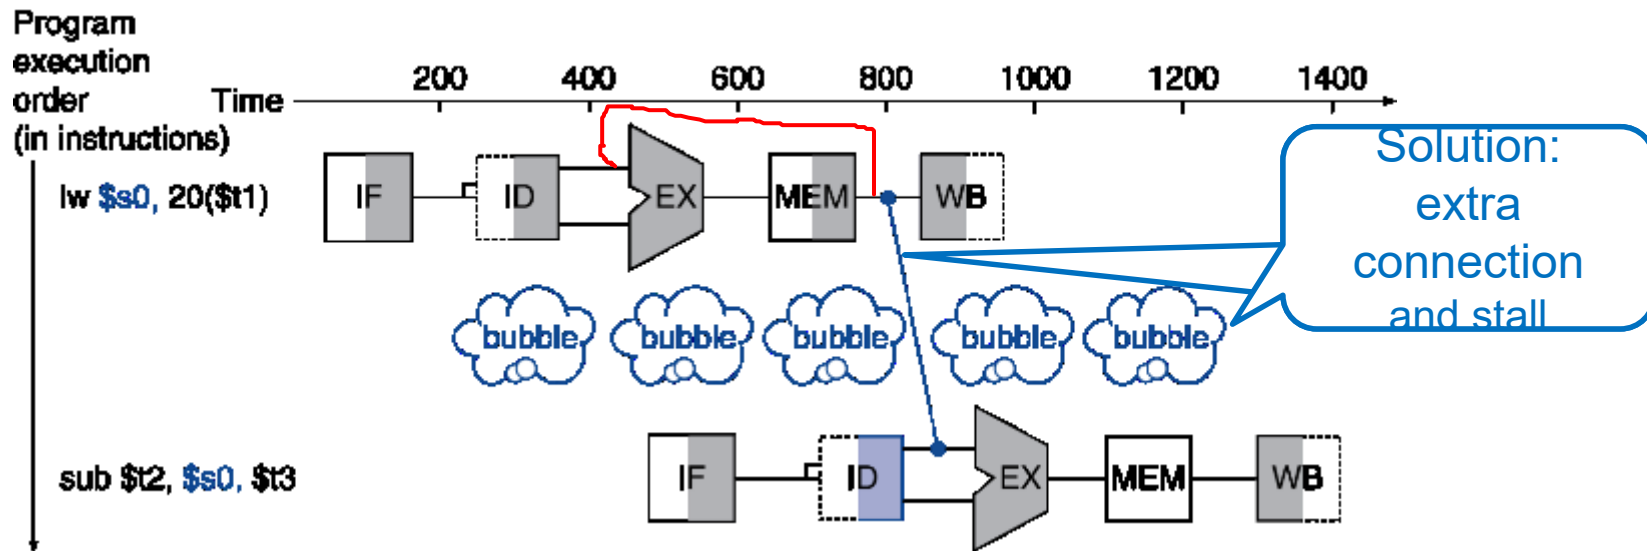 Program
execution
order
(in instructions)
Time
200 400 600 800 1000 1200 1400
lw $s0, 20($t1)
IF ID EX MEM WB
Solution:
extra
connection
and stall
bubble bubble bubble bubble bubble
sub $t2, $s0, $t3
IF ID EX MEM WB